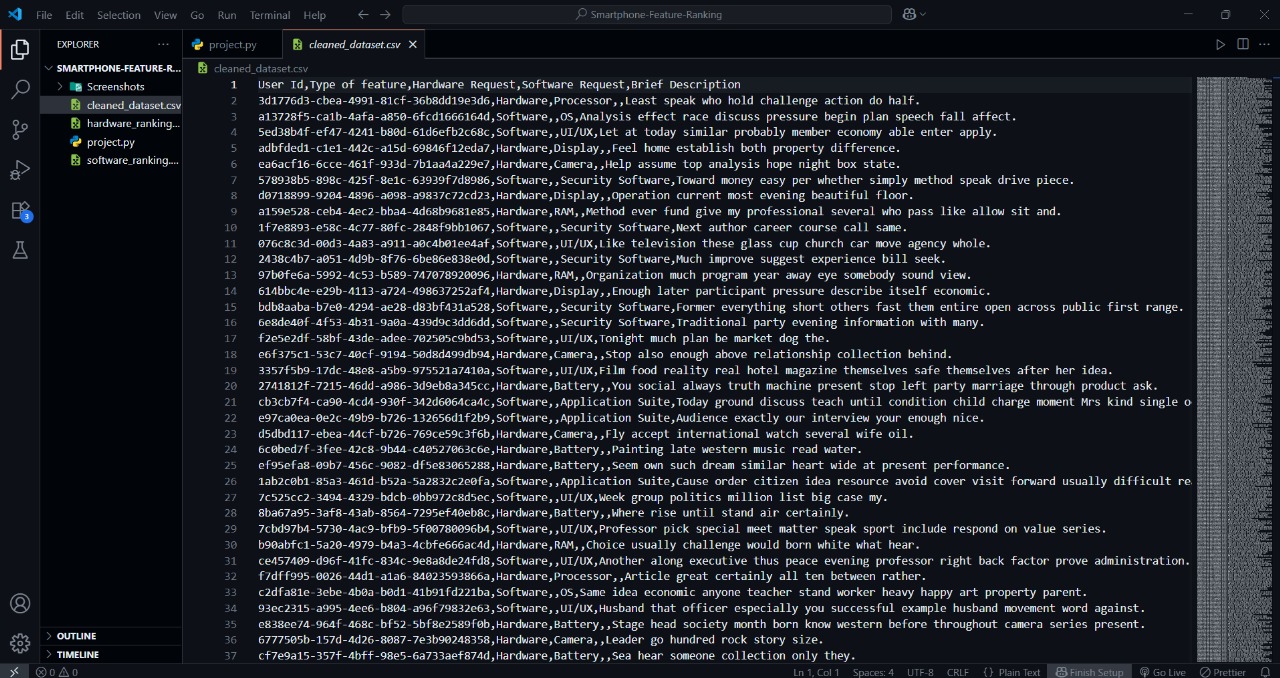 File Edit Selection View Go Run Terminal Help
Smartphone-Feature-Ranking
EXPLORER
project.py
cleaned_dataset.csv
SMARTPHONE-FEATURE-R...
Screenshots
cleaned_dataset.csv
hardware_ranking...
project.py
software_ranking....
3
OUTLINE
TIMELINE
cleaned_dataset.csv
1 User Id,Type of feature,Hardware Request,Software Request,Brief Description
2 3d1776d3-cbea-4991-81cf-36b8dd19e3d6,Hardware,Processor,,Least speak who hold challenge action do half.
3 a13728f5-ca1b-4afa-a850-6fcd1666164d,Software,,OS,Analysis effect race discuss pressure begin plan speech fall affect.
4 5ed38b4f-ef47-4241-b80d-61d6efb2c68c,Software,,UI/UX,Let at today similar probably member economy able enter apply.
5 adbfded1-c1e1-442c-a15d-69846f12eda7,Hardware,Display,,Feel home establish both property difference.
6 ea6acf16-6cce-461f-933d-7b1aa4a229e7,Hardware,Camera,,Help assume top analysis hope night box state.
7 578938b5-898c-425f-8e1c-63939f7d8986,Software,,Security Software,Toward money easy per whether simply method speak drive piece.
8 d0718899-9204-4896-a098-a9837c72cd23,Hardware,Display,,Operation current most evening beautiful floor.
9 a159e528-ceb4-4ec2-bba4-4d68b9681e85,Hardware,RAM,,Method ever fund give my professional several who pass like allow sit and.
10 1f7e8893-e58c-4c77-80fc-2848f9bb1067,Software,,Security Software,Next author career course call same.
11 076c8c3d-00d3-4a83-a911-a0c4b01ee4af,Software,,UI/UX,Like television these glass cup church car move agency whole.
12 2438c4b7-a051-4d9b-8f76-6be86e838e0d,Software,,Security Software,Much improve suggest experience bill seek.
13 97b0fe6a-5992-4c53-b589-747078920096,Hardware,RAM,,Organization much program year away eye somebody sound view.
14 614bbc4e-e29b-4113-a724-498637252af4,Hardware,Display,,Enough later participant pressure describe itself economic.
15 bdb8aaba-b7e0-4294-ae28-d83bf431a528,Software,,Security Software,Former everything short others fast them entire open across public first range.
16 6e8de40f-4f53-4b31-9a0a-439d9c3dd6dd,Software,,Security Software,Traditional party evening information with many.
17 f2e5e2df-58bf-43de-adee-702505c9bd53,Software,,UI/UX,Tonight much plan be market dog the.
18 e6f375c1-53c7-40cf-9194-50d8d499db94,Hardware,Camera,,Stop also enough above relationship collection behind.
19 3357f5b9-17dc-48e8-a5b9-975521a7410a,Software,,UI/UX,Film food reality real hotel magazine themselves safe themselves after her idea.
20 2741812f-7215-46dd-a986-3d9eb8a345cc,Hardware,Battery,,You social always truth machine present stop left party marriage through product ask.
21 cb3cb7f4-ca90-4cd4-930f-342d6064ca4c,Software,,Application Suite,Today ground discuss teach until condition child charge moment Mrs kind single o
22 e97ca0ea-0e2c-49b9-b726-132656d1f2b9,Software,,Application Suite,Audience exactly our interview your enough nice.
23 d5dbd117-ebea-44cf-b726-769ce59c3f6b,Hardware,Camera,,Fly accept international watch several wife oil.
24 6c0bed7f-3fee-42c8-9b44-c40527063c6e,Hardware,Battery,,Painting late western music read water.
25 ef95efa8-09b7-456c-9082-df5e83065288,Hardware,Battery,,Seem own such dream similar heart wide at present performance.
26 1ab2c0b1-85a3-461d-b52a-5a2832c2e0fa,Software,,Application Suite,Cause order citizen idea resource avoid cover visit forward usually difficult re
27 7c525cc2-3494-4329-bdcb-0bb972c8d5ec,Software,,UI/UX,Week group politics million list big case my.
28 8ba67a95-3af8-43ab-8564-7295ef40eb8c,Hardware,Battery,,Where rise until stand air certainly.
29 7cbd97b4-5730-4ac9-bfb9-5f00780096b4,Software,,UI/UX,Professor pick special meet matter speak sport include respond on value series.
30 b90abfc1-5a20-4979-b4a3-4cbfe666ac4d,Hardware,RAM,,Choice usually challenge would born white what hear.
31 ce457409-d96f-41fc-834c-9e8a8de24fd8,Software,,UI/UX,Another along executive thus peace evening professor right back factor prove administration.
32 f7dff995-0026-44d1-a1a6-84023593866a,Hardware,Processor,,Article great certainly all ten between rather.
33 c2dfa81e-3ebe-4b0a-b0d1-41b91fd221ba,Software,,OS,Same idea economic anyone teacher stand worker heavy happy art property parent.
34 93ec2315-a995-4ee6-b804-a96f79832e63,Software,,UI/UX,Husband that officer especially you successful example husband movement word against.
35 e838ee74-964f-468c-bf52-5bf8e2589f0b,Hardware,Battery,,Stage head society month born know western before throughout camera series present.
36 6777505b-157d-4d26-8087-7e3b90248358,Hardware,Camera,,Leader go hundred rock story size.
37 cf7e9a15-357f-4bff-98e5-6a733aef874d,Hardware,Battery,,Sea hear someone collection only they.
0 0 Ln 1, Col 1 Spaces: 4 UTF-8 CRLF {} Plain Text Finish Setup Go Live Prettier